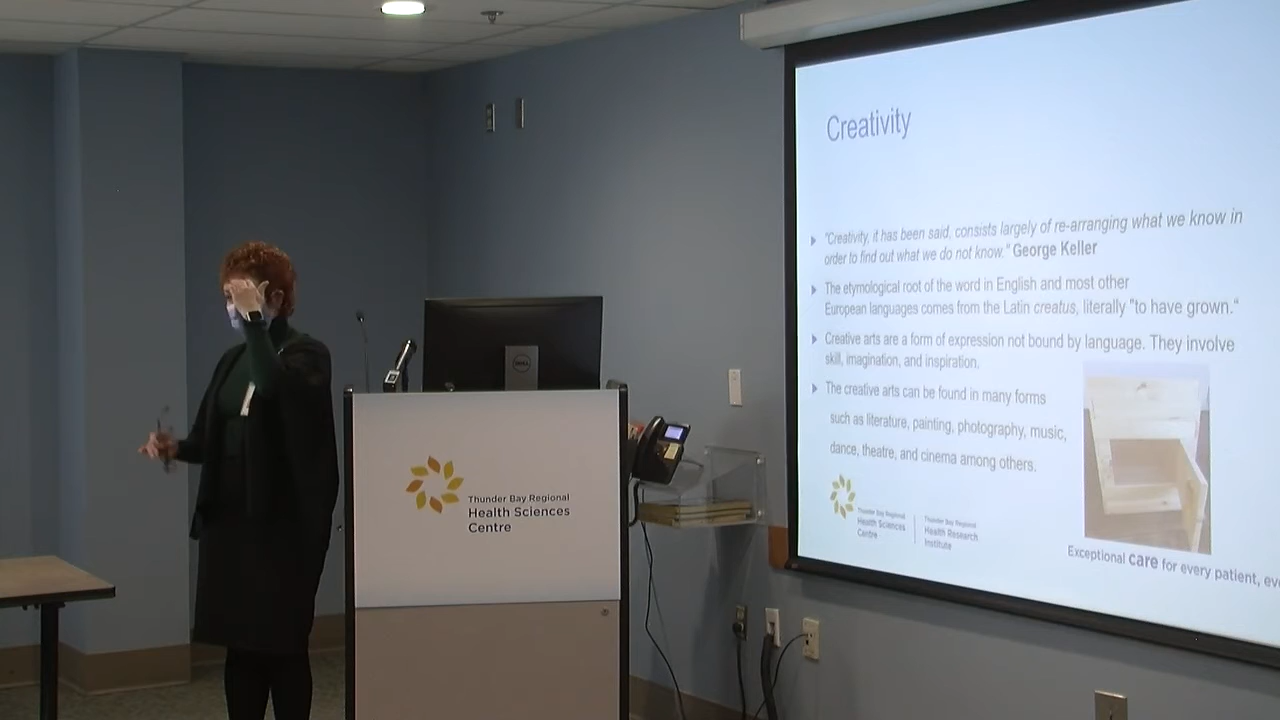 Creativity
"Creativity, it has been said, consists largely of re-arranging what we know in
order to find out what we do not know." George Keller
The etymological root of the word in English and most other
European languages comes from the Latin creatus, literally "to have grown."
Creative arts are a form of expression not bound by language. They involve
skill, imagination, and inspiration.
The creative arts can be found in many forms
such as literature, painting, photography, music,
dance, theatre, and cinema among others.
Thunder Bay Regional
Health Sciences
Centre
Thunder Bay Regional
Health Research
Institute
Exceptional care for every patient, eve
DELL
Thunder Bay Regional
Health Sciences
Centre